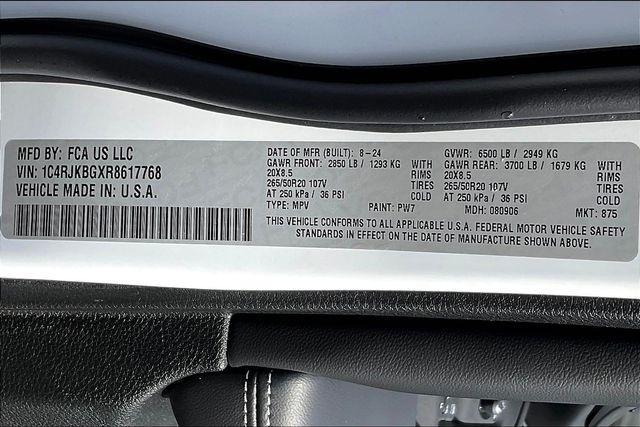 MFD BY: FCA US LLC
VIN: 1C4RJKBGXR8617768
VEHICLE MADE IN U.S.A.
DATE OF MFR (BUILT): 8-24
GAWR FRONT: 2850 LB / 1293 KG WITH
20X8.5 RIMS
265/50R20 107V TIRES
AT 250 kPa / 36 PSI COLD
TYPE: MPV PAINT: PW7
GVWR: 6500 LB / 2949 KG
GAWR REAR: 3700 LB / 1679 KG WITH
20X8.5 RIMS
265/50R20 107V TIRES
AT 250 kPa / 36 PSI COLD
MDH: 080906 MKT: 875
THIS VEHICLE CONFORMS TO ALL APPLICABLE U.S.A. FEDERAL MOTOR VEHICLE SAFETY
STANDARDS IN EFFECT ON THE DATE OF MANUFACTURE SHOWN ABOVE.